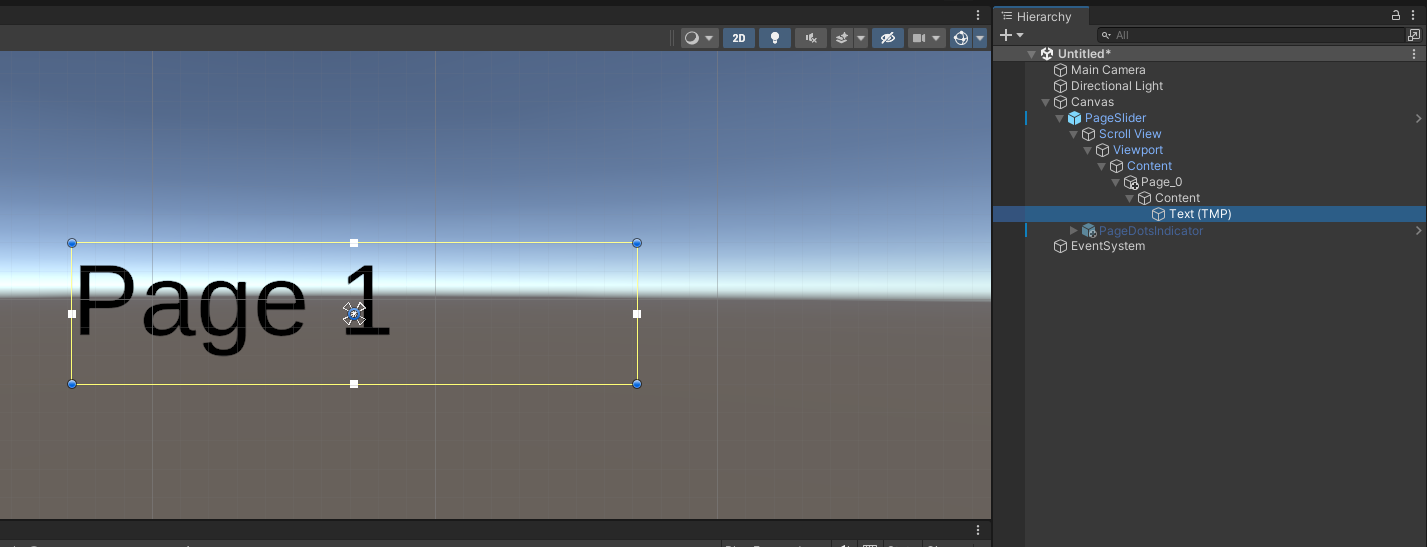 Hierarchy
2D
All
Untitled*
Main Camera
Directional Light
Canvas
PageSlider
Scroll View
Viewport
Content
Page_0
Content
Text (TMP)
PageDotsIndicator
EventSystem
Page 1